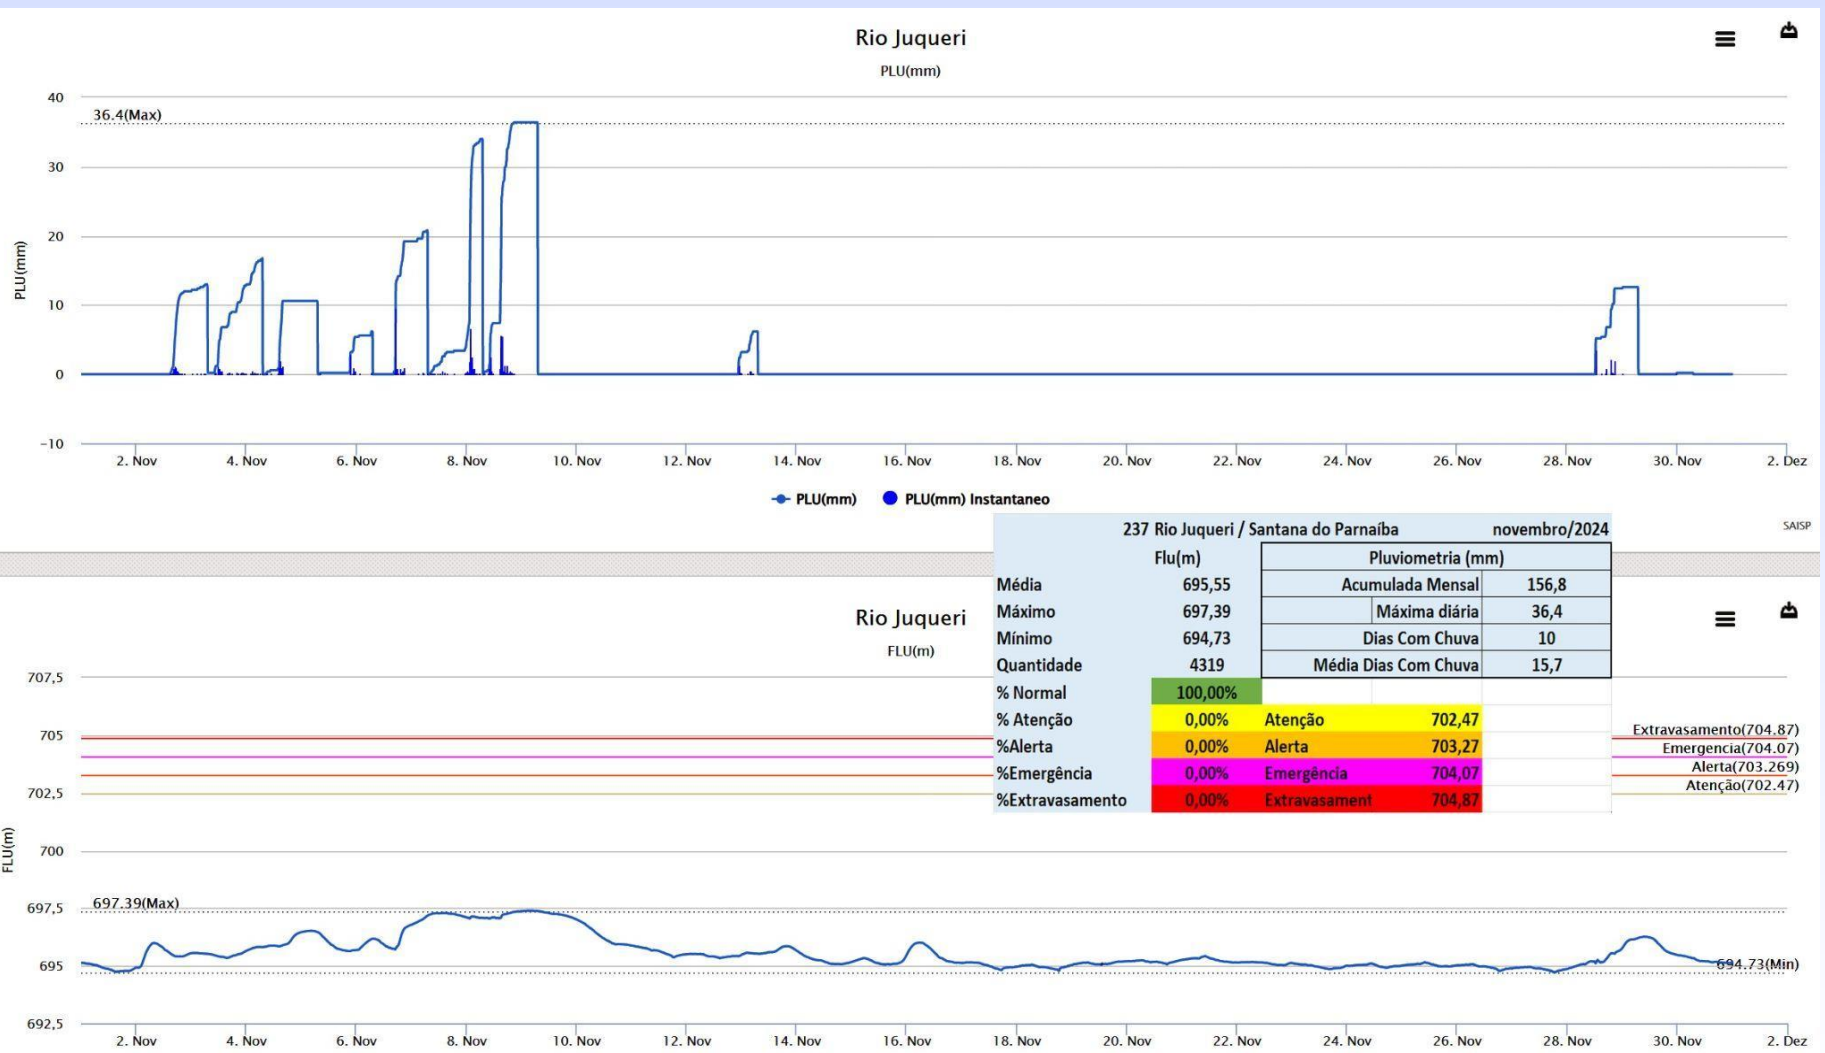 Rio Juqueri
PLU(mm)
40
36.4(Max)
30
20
10
0
−10
PLU(mm)
2. Nov 4. Nov 6. Nov 8. Nov 10. Nov 12. Nov 14. Nov 16. Nov 18. Nov 20. Nov 22. Nov 24. Nov 26. Nov 28. Nov 30. Nov 2. Dez
PLU(mm) PLU(mm) Instantaneo
SAISP
237 Rio Juqueri / Santana do Parnaíba novembro/2024
Flu(m) Pluviometria (mm)
Média 695,55 Acumulada Mensal 156,8
Máximo 697,39 Máxima diária 36,4
Mínimo 694,73 Dias Com Chuva 10
Quantidade 4319 Média Dias Com Chuva 15,7
% Normal 100,00%
% Atenção 0,00% Atenção 702,47
%Alerta 0,00% Alerta 703,27
%Emergência 0,00% Emergência 704,07
%Extravasamento 0,00% Extravasament 704,87
Rio Juqueri
FLU(m)
707,5
705
702,5
700
697,5
695
692,5
FLU(m)
Extravasamento(704.87)
Emergencia(704.07)
Alerta(703.269)
Atenção(702.47)
697.39(Max)
694.73(Min)
2. Nov 4. Nov 6. Nov 8. Nov 10. Nov 12. Nov 14. Nov 16. Nov 18. Nov 20. Nov 22. Nov 24. Nov 26. Nov 28. Nov 30. Nov 2. Dez